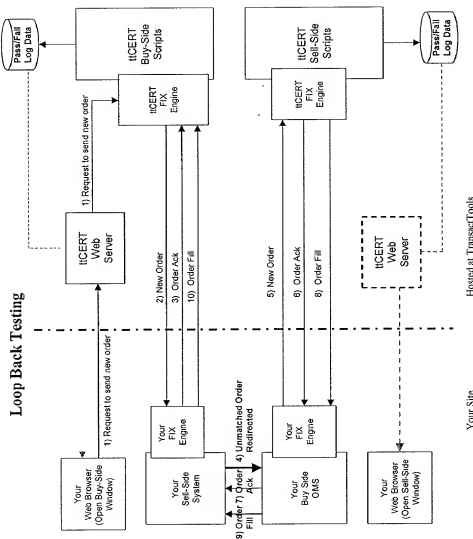 Loop Back Testing
Your
Web Browser
(Open Buy-Side
Window)
1) Request to send new order
ttCERT
Web
Server
1) Request to send new order
Pass/Fail
Log Data
ttCERT
Buy-Side
Scripts
ttCERT
FIX
Engine
2) New Order
3) Order Ack
10) Order Fill
Your
FIX
Engine
Your
Sell-Side
System
4) Unmatched Order
Redirected
7) Order
Ack
9) Order
Fill
Your
Buy Side
OMS
Your
FIX
Engine
5) New Order
6) Order Ack
8) Order Fill
ttCERT
FIX
Engine
ttCERT
Sell-Side
Scripts
Pass/Fail
Log Data
ttCERT
Web
Server
Your
Web Browser
(Open Sell-Side
Window)
Your Site
Hosted at TransactTools